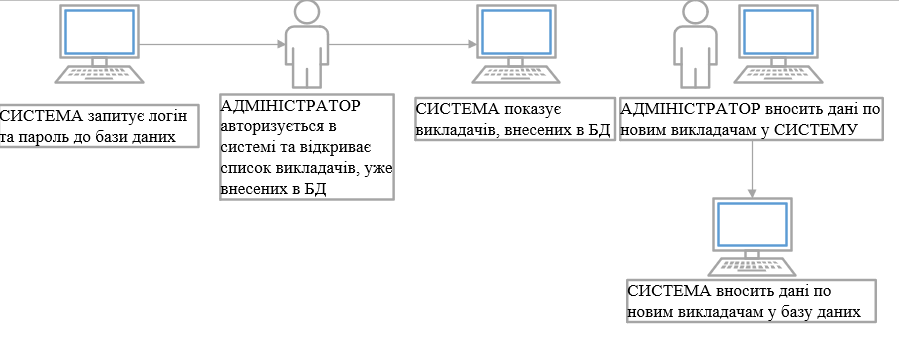 СИСТЕМА запитує логін
та пароль до бази даних
АДМІНІСТРАТОР
авторизується в
системі та відкриває
список викладачів, уже
внесених в БД
СИСТЕМА показує
викладачів, внесених в БД
АДМІНІСТРАТОР вносить дані по
новим викладачам у СИСТЕМУ
СИСТЕМА вносить дані по
новим викладачам у базу даних